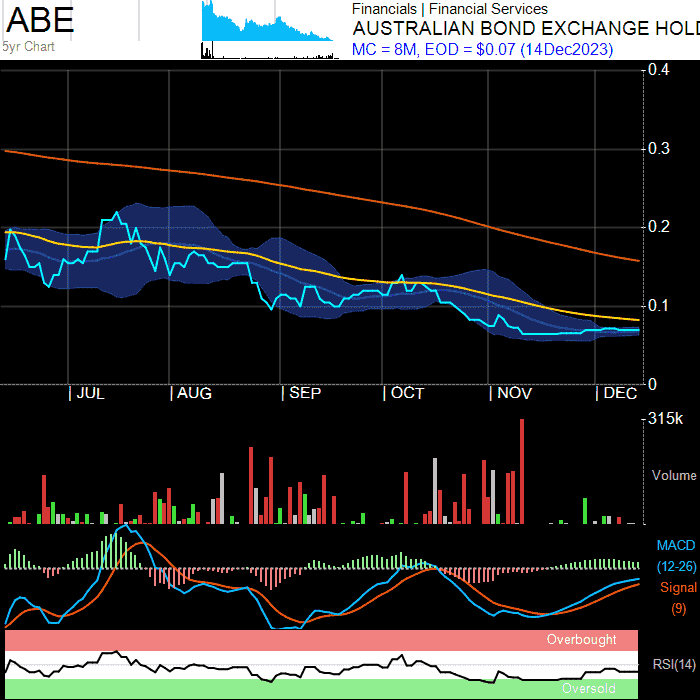 ABE
5yr Chart
Financials | Financial Services
AUSTRALIAN BOND EXCHANGE HOLD
MC = 8M, EOD = $0.07 (14Dec2023)
0.4
0.3
0.2
0.1
0
JUL AUG SEP OCT NOV DEC
315k
Volume
MACD
(12-26)
Signal
(9)
Overbought
RSI(14)
Oversold